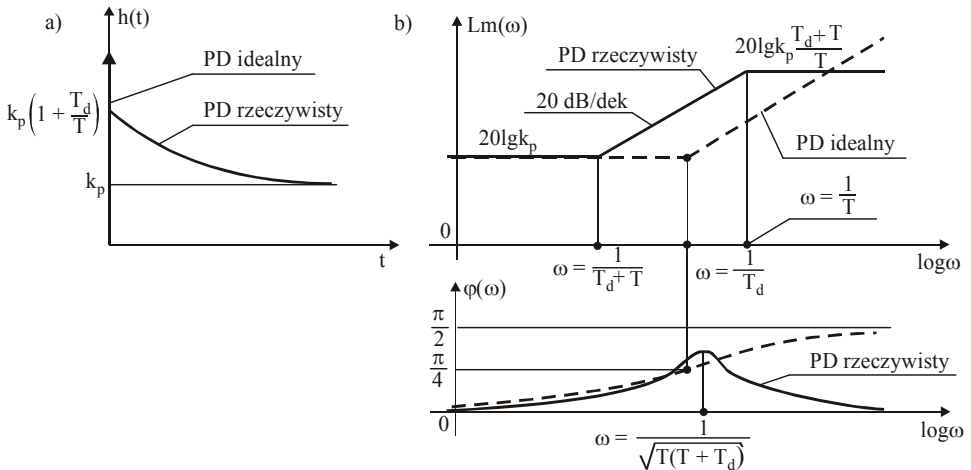 a)
h(t)
PD idealny
k_p(1 + T_d/T)
PD rzeczywisty
k_p
t
b)
Lm(ω)
20lgk_p (T_d + T)/T
PD rzeczywisty
20 dB/dek
20lgk_p
PD idealny
ω = 1/T
0
ω = 1/(T_d + T)
ω = 1/T_d
logω
φ(ω)
π/2
π/4
PD rzeczywisty
0
ω = 1/√(T(T + T_d))
logω